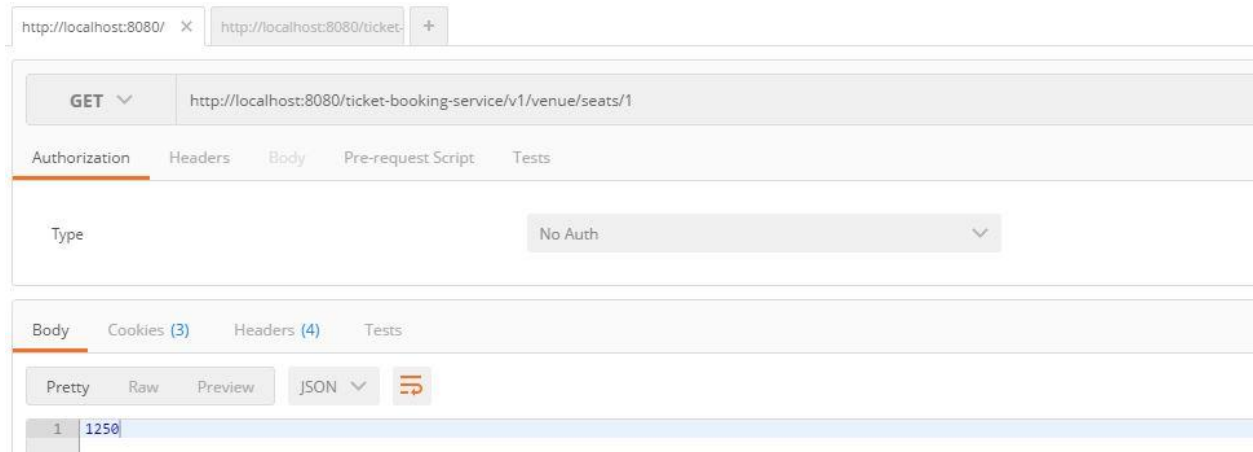 http://localhost:8080/ × http://localhost:8080/ticket- +
GET http://localhost:8080/ticket-booking-service/v1/venue/seats/1
Authorization Headers Body Pre-request Script Tests
Type No Auth
Body Cookies (3) Headers (4) Tests
Pretty Raw Preview JSON
1 1250